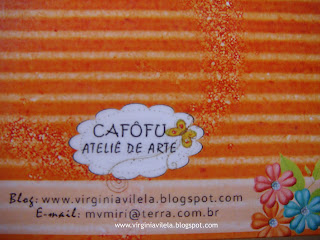 CAFÔFU
ATELIÊ DE ARTE
Blog: www.virginiavilela.blogspot.com
E-mail: mvmiri@terra.com.br
www.virginiavilela.blogspot.com